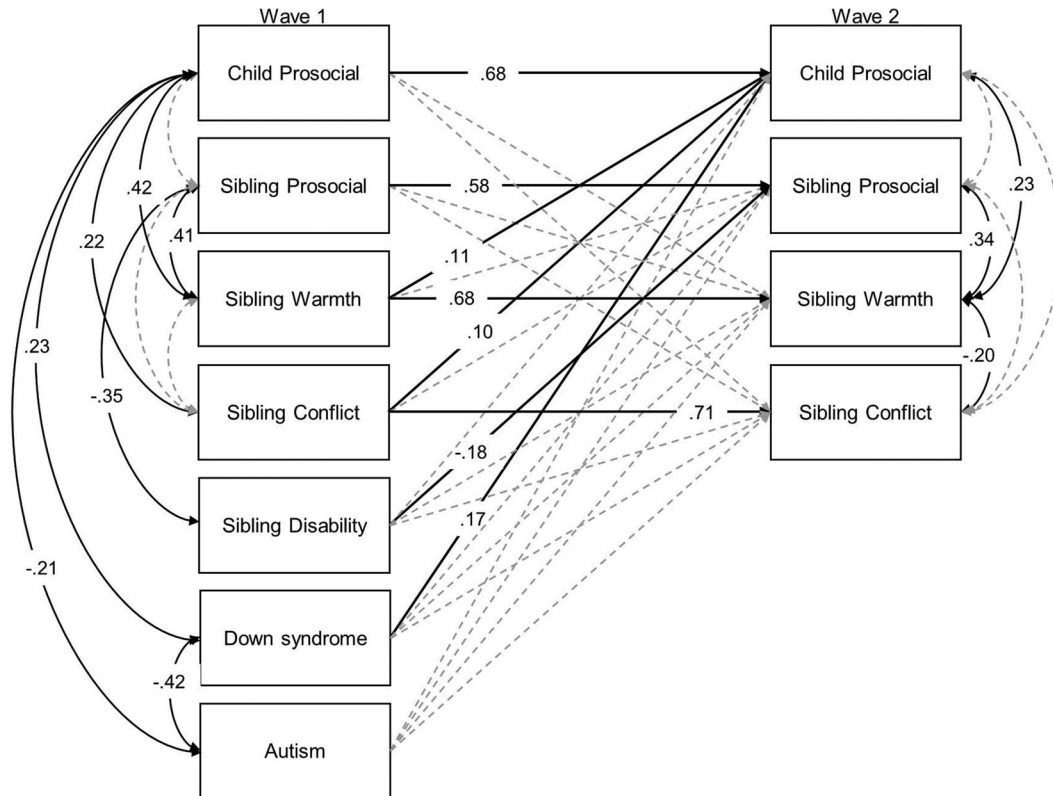 Wave 1
Wave 2
Child Prosocial
.68
Child Prosocial
Sibling Prosocial
.58
Sibling Prosocial
.42
.23
.22
.41
.34
.11
Sibling Warmth
.68
Sibling Warmth
.23
.10
-.20
-.35
Sibling Conflict
.71
Sibling Conflict
-.18
Sibling Disability
.17
-.21
Down syndrome
-.42
Autism